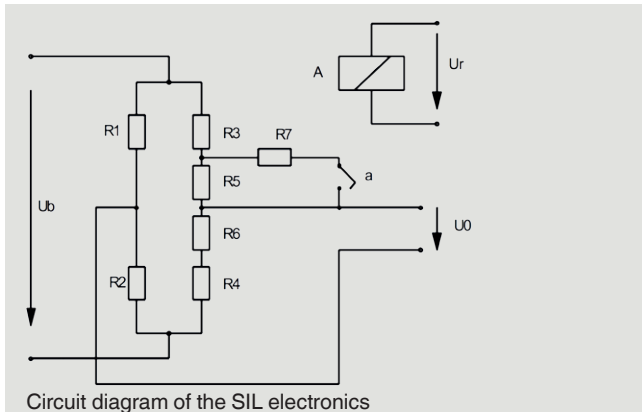 A
Ur
R1
R3
R7
R5
a
Ub
U0
R6
R2
R4
Circuit diagram of the SIL electronics